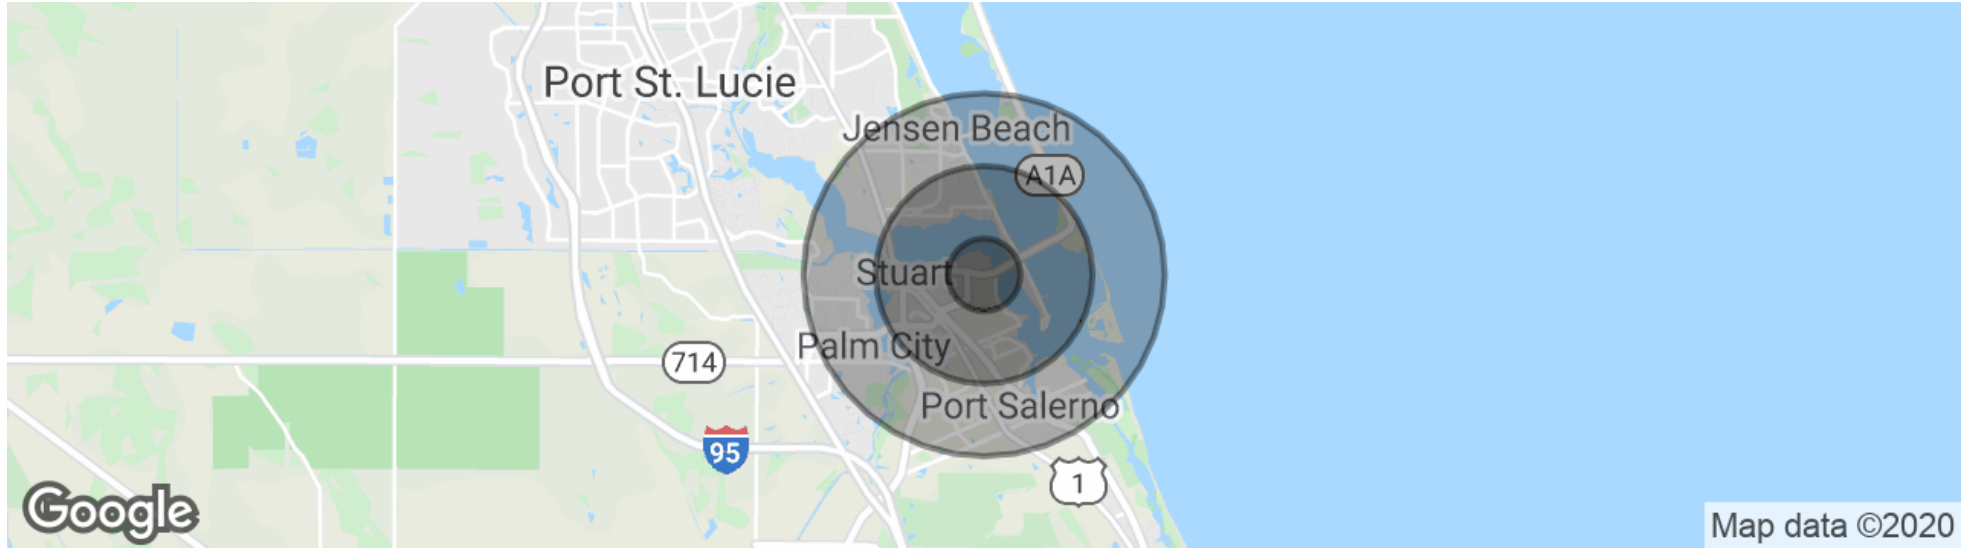 Port St. Lucie
Jensen Beach
A1A
Stuart
Palm City
714
Port Salerno
95
1
Google
Map data ©2020